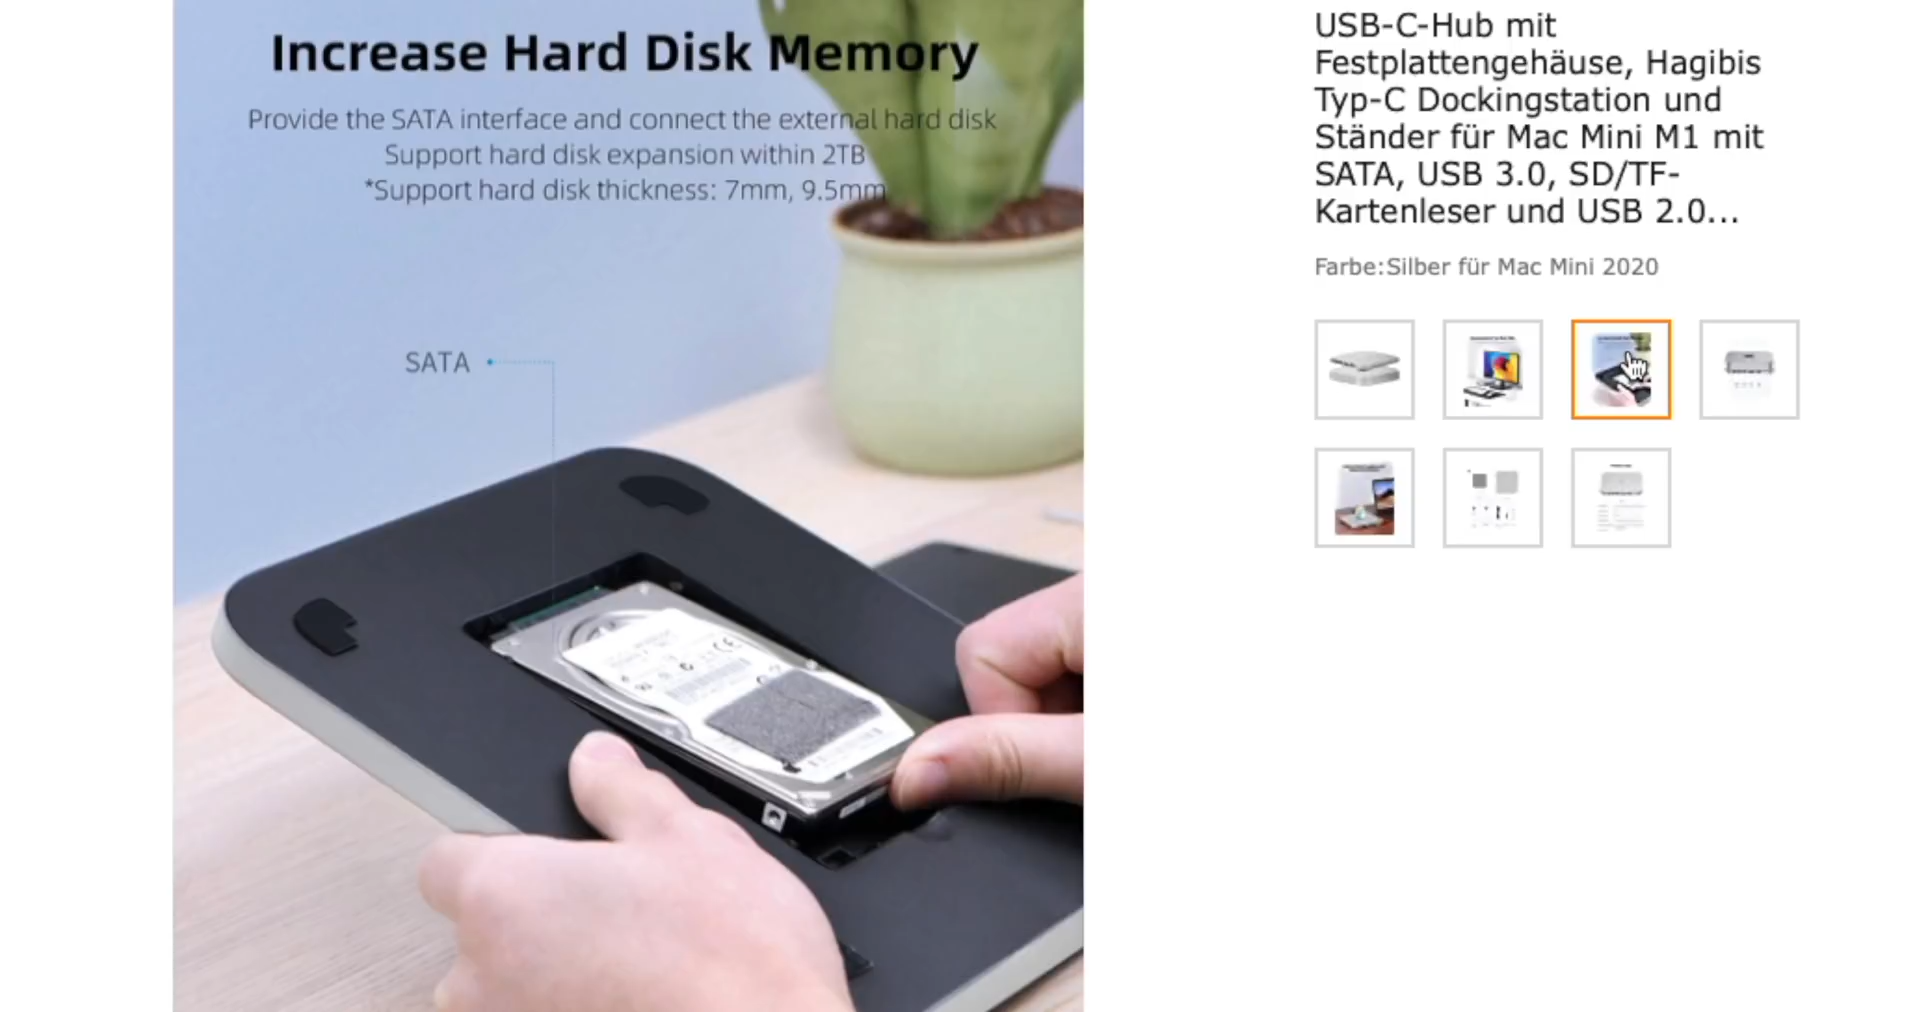 Increase Hard Disk Memory
Provide the SATA interface and connect the external hard disk
Support hard disk expansion within 2TB
*Support hard disk thickness: 7mm, 9.5mm
SATA
USB-C-Hub mit
Festplattengehäuse, Hagibis
Typ-C Dockingstation und
Ständer für Mac Mini M1 mit
SATA, USB 3.0, SD/TF-
Kartenleser und USB 2.0...
Farbe:Silber für Mac Mini 2020